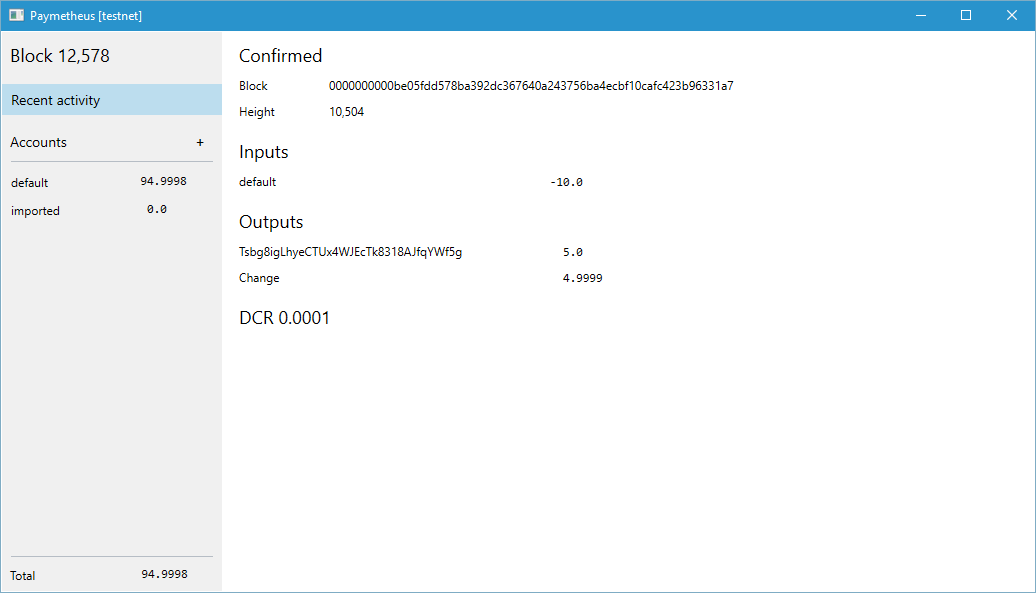 Paymetheus [testnet]
Block 12,578
Recent activity
Accounts +
default 94.9998
imported 0.0
Total 94.9998
Confirmed
Block 0000000000be05fdd578ba392dc367640a243756ba4ecbf10cafc423b96331a7
Height 10,504
Inputs
default -10.0
Outputs
Tsbg8igLhyeCTUx4WJEcTk8318AJfqYWf5g 5.0
Change 4.9999
DCR 0.0001